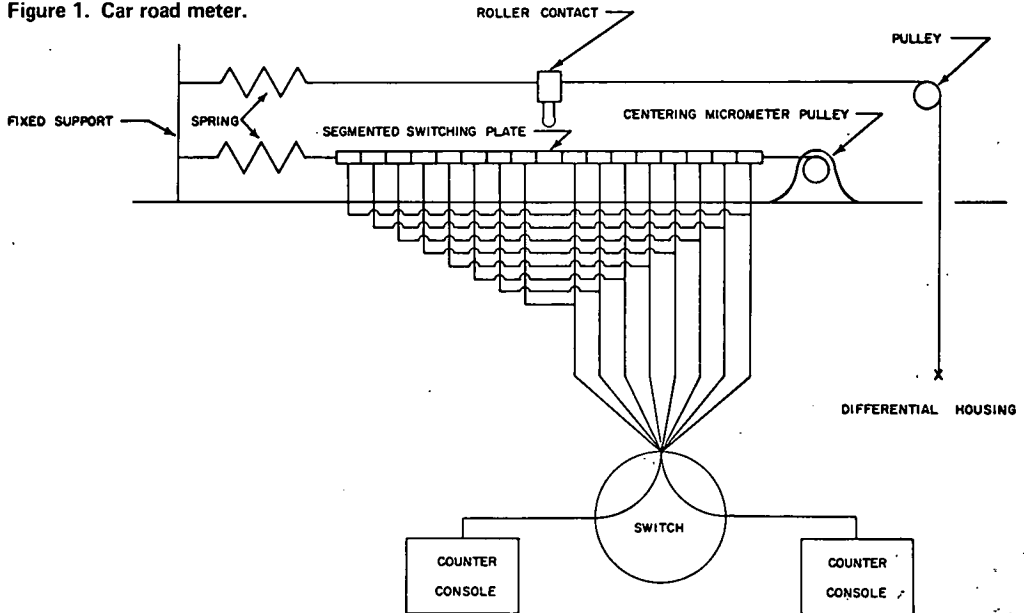 Figure 1. Car road meter.
ROLLER CONTACT
PULLEY
FIXED SUPPORT
SPRING
CENTERING MICROMETER PULLEY
SEGMENTED SWITCHING PLATE
DIFFERENTIAL HOUSING
SWITCH
COUNTER
CONSOLE
COUNTER
CONSOLE